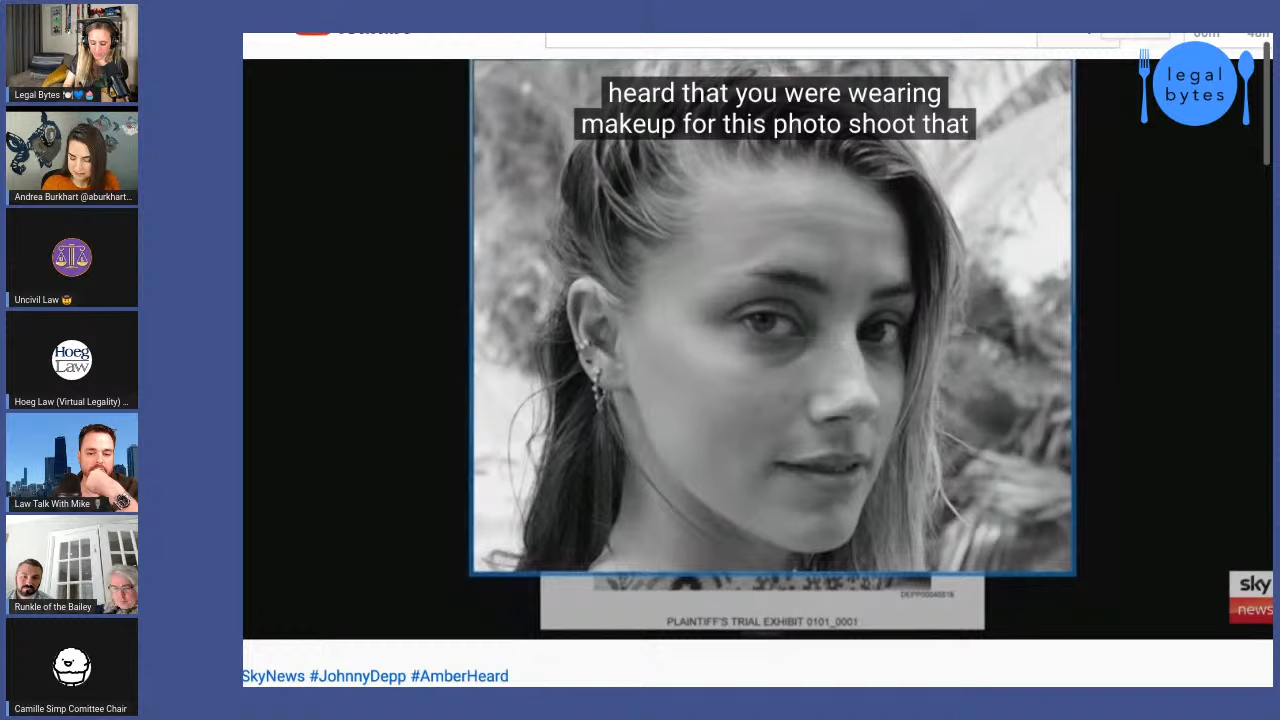 Legal Bytes 🍽️💙🧁
Andrea Burkhart @aburkhart...
Uncivil Law 🤠
Hoeg
Law
Hoeg Law (Virtual Legality) ...
Law Talk With Mike
Runkle of the Bailey
Camille Simp Comittee Chair
legal
bytes
heard that you were wearing
makeup for this photo shoot that
PLAINTIFF'S TRIAL EXHIBIT 0101_0001
sky
news
SkyNews #JohnnyDepp #AmberHeard